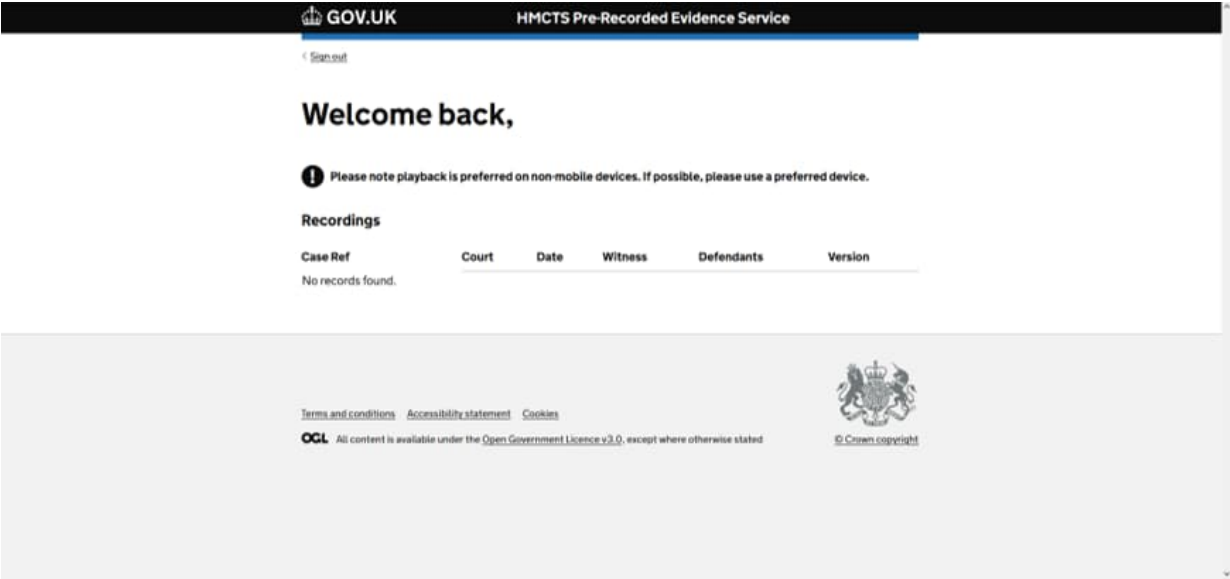 GOV.UK HMCTS Pre-Recorded Evidence Service
Sign out
Welcome back,
! Please note playback is preferred on non-mobile devices. If possible, please use a preferred device.
Recordings
Case Ref Court Date Witness Defendants Version
No records found.
Terms and conditions Accessibility statement Cookies
OGL All content is available under the Open Government Licence v3.0, except where otherwise stated
© Crown copyright